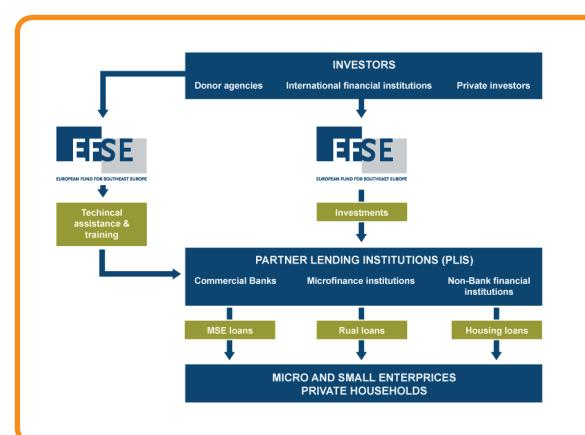 INVESTORS
Donor agencies International financial institutions Private investors
EFSE
EUROPEAN FUND FOR SOUTHEAST EUROPE
EFSE
EUROPEAN FUND FOR SOUTHEAST EUROPE
Techincal
assistance &
training
Investments
PARTNER LENDING INSTITUTIONS (PLIS)
Commercial Banks Microfinance institutions Non-Bank financial
institutions
MSE loans Rual loans Housing loans
MICRO AND SMALL ENTERPRICES
PRIVATE HOUSEHOLDS